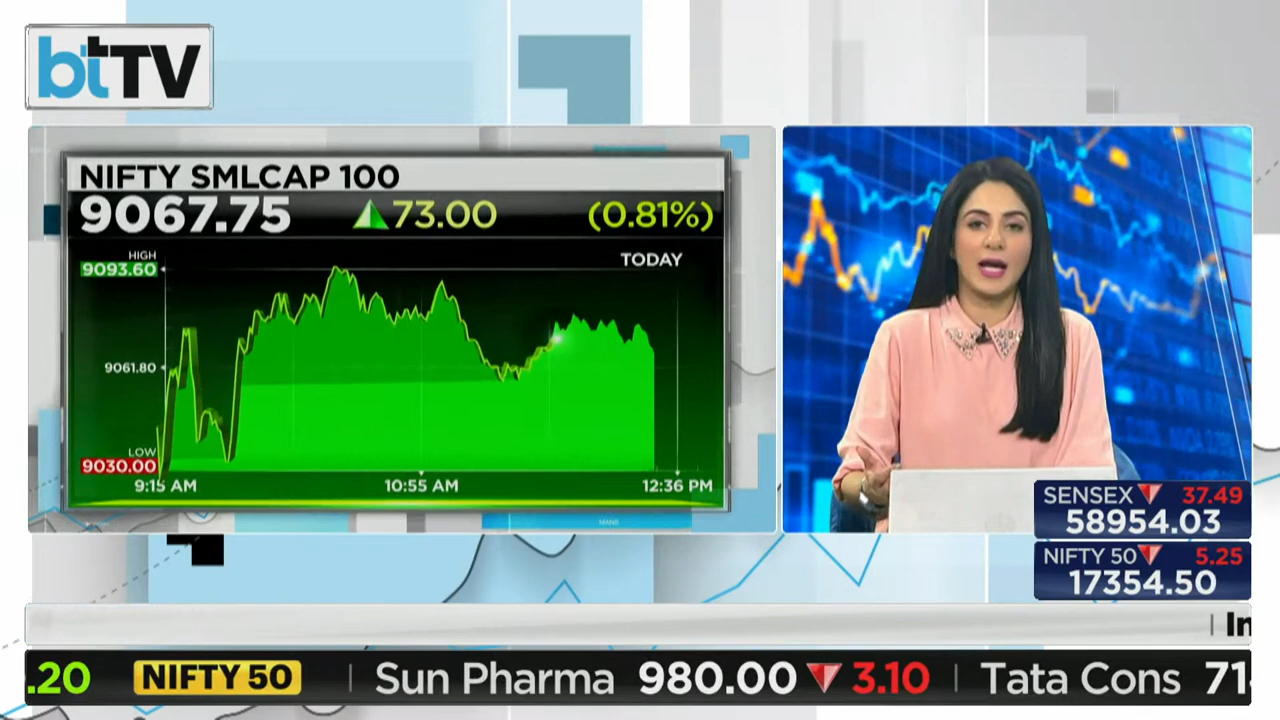 btTV
NIFTY SMLCAP 100
9067.75 ▲73.00 (0.81%)
HIGH
9093.60
TODAY
9061.80
LOW
9030.00
9:15 AM 10:55 AM 12:36 PM
SENSEX ▼ 37.49
58954.03
NIFTY 50 ▼ 5.25
17354.50
In
.20 NIFTY 50 | Sun Pharma 980.00 ▼ 3.10 | Tata Cons 71